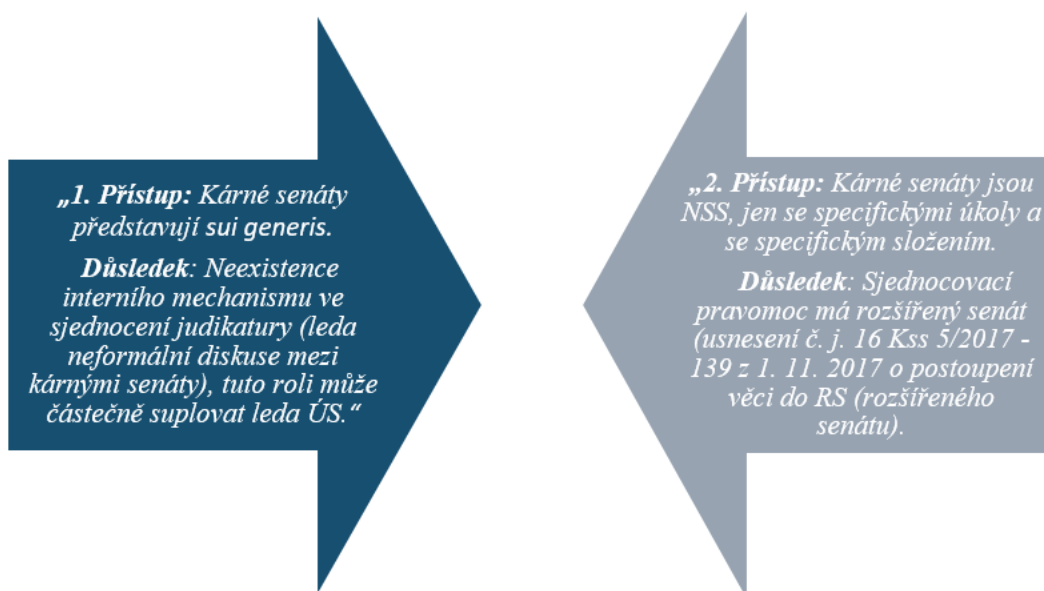 „1. Přístup: Kárné senáty
představují sui generis.
Důsledek: Neexistence
interního mechanismu ve
sjednocení judikatury (leda
neformální diskuse mezi
kárnými senáty), tuto roli může
částečně suplovat leda ÚS.“
„2. Přístup: Kárné senáty jsou
NSS, jen se specifickými úkoly a
se specifickým složením.
Důsledek: Sjednocovací
pravomoc má rozšířený senát
(usnesení č. j. 16 Kss 5/2017 -
139 z 1. 11. 2017 o postoupení
věci do RS (rozšířeného
senátu).